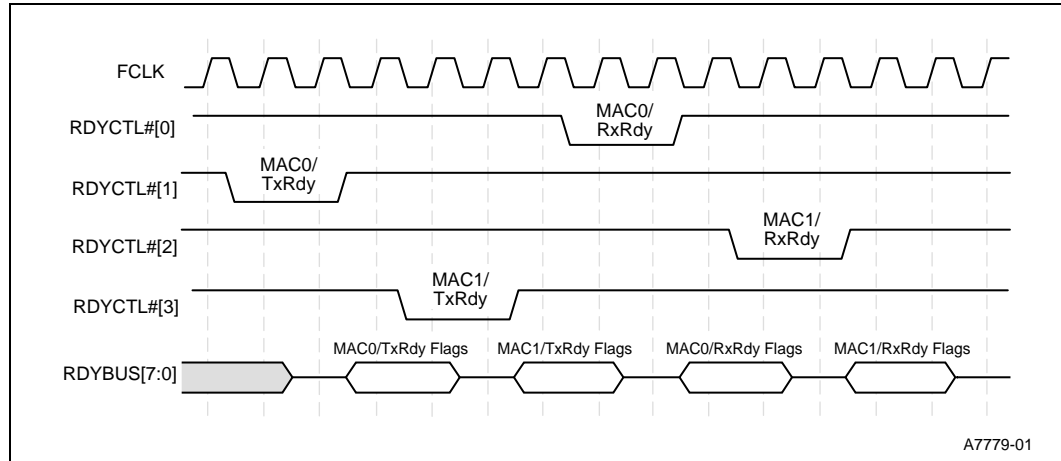 FCLK
MAC0/
RxRdy
RDYCTL#[0]
MAC0/
TxRdy
RDYCTL#[1]
MAC1/
RxRdy
RDYCTL#[2]
MAC1/
TxRdy
RDYCTL#[3]
MAC0/TxRdy Flags MAC1/TxRdy Flags MAC0/RxRdy Flags MAC1/RxRdy Flags
RDYBUS[7:0]
A7779-01